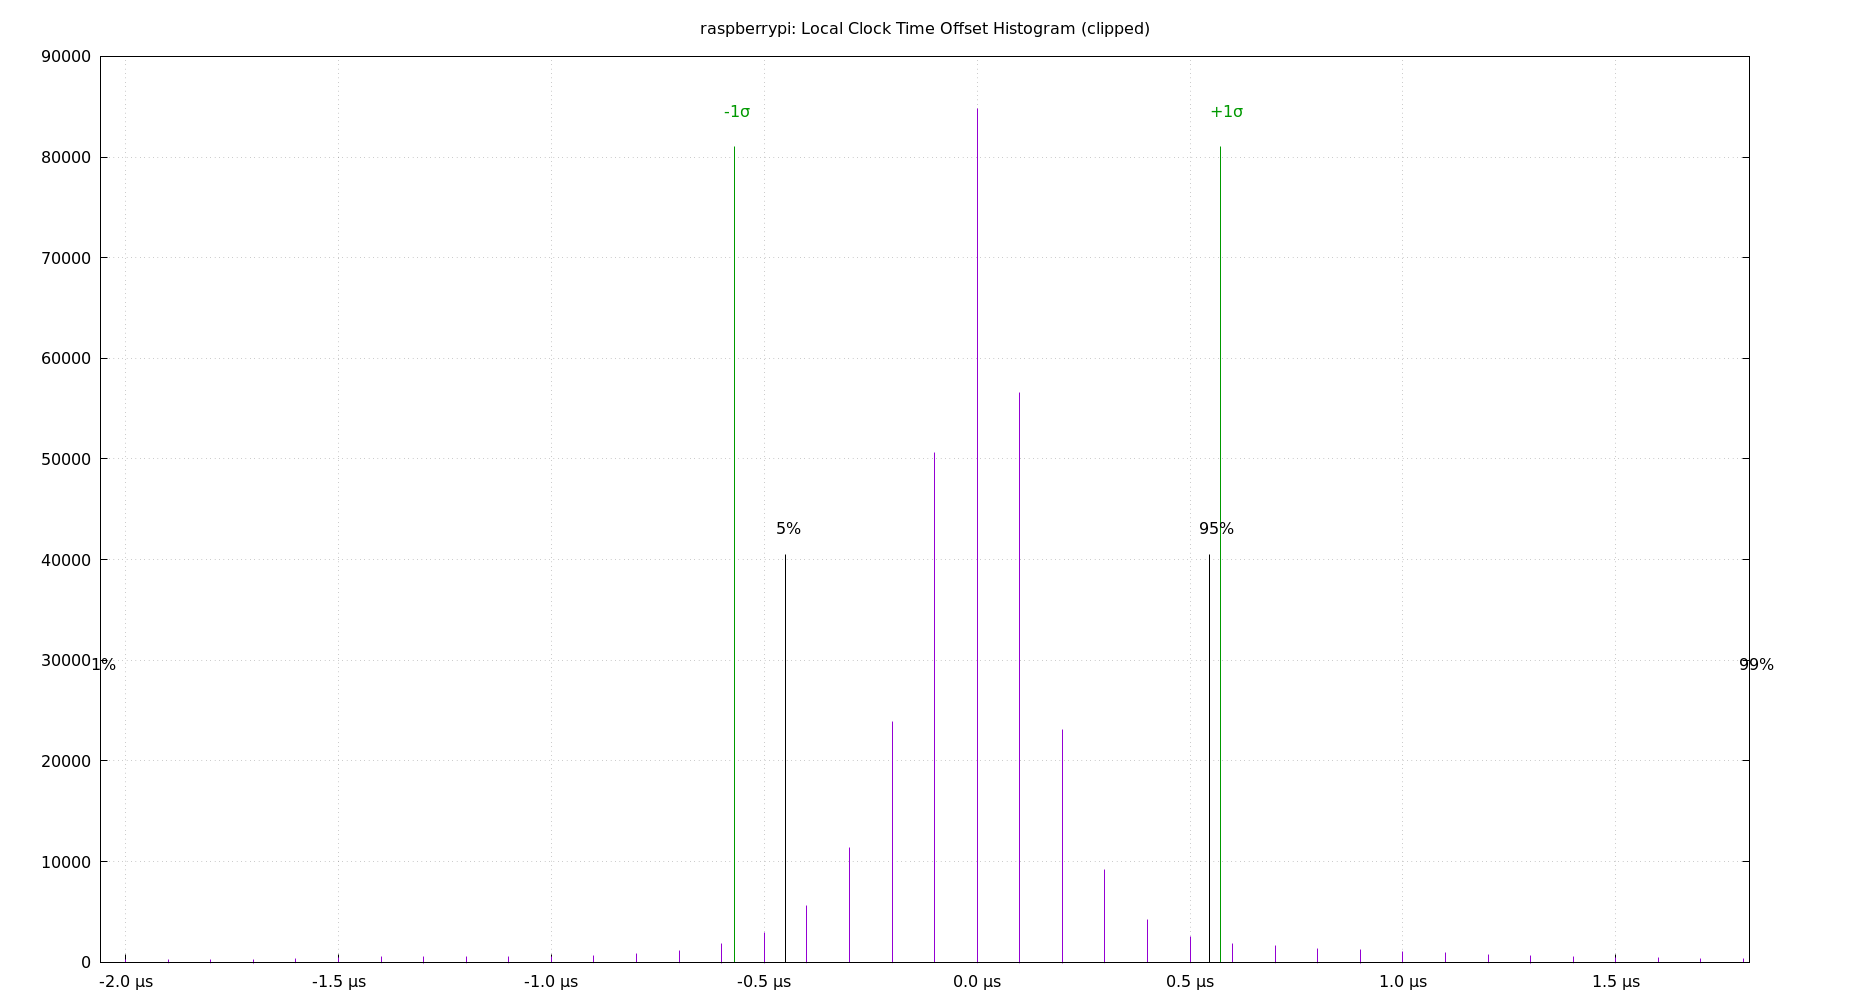 raspberrypi: Local Clock Time Offset Histogram (clipped)
90000
-1σ
+1σ
80000
70000
60000
50000
5%
95%
40000
30000
1%
99%
20000
10000
0
-2.0 µs
-1.5 µs
-1.0 µs
-0.5 µs
0.0 µs
0.5 µs
1.0 µs
1.5 µs